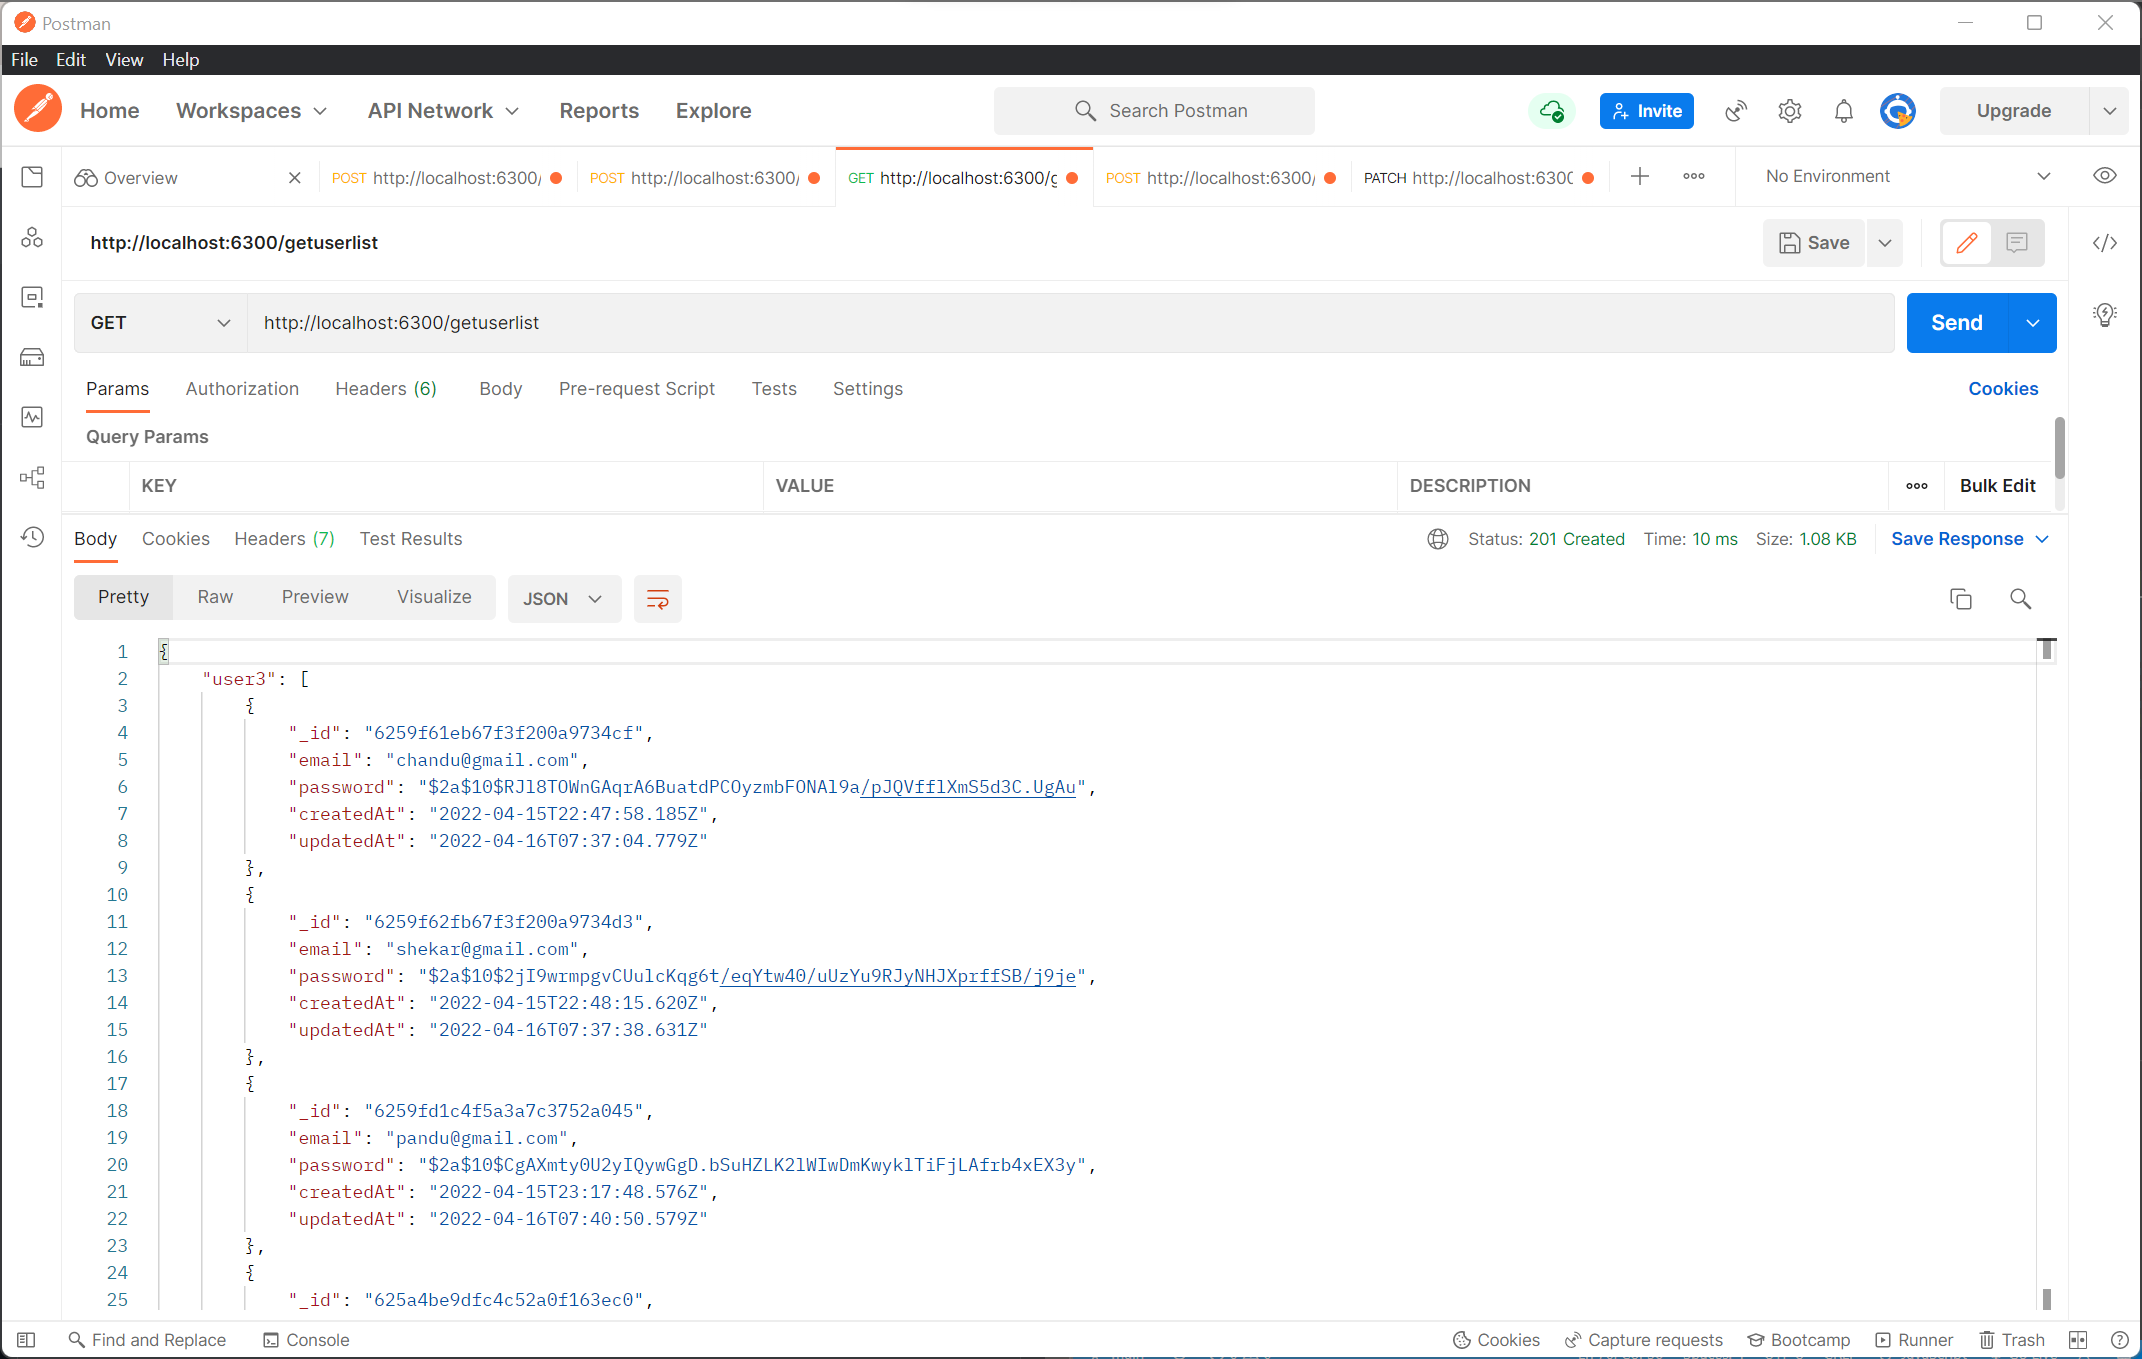 Postman
File Edit View Help
Home Workspaces API Network Reports Explore Search Postman Invite Upgrade
Overview POST http://localhost:6300/ POST http://localhost:6300/ GET http://localhost:6300/g POST http://localhost:6300/ PATCH http://localhost:630( No Environment
http://localhost:6300/getuserlist Save
GET http://localhost:6300/getuserlist Send
Params Authorization Headers (6) Body Pre-request Script Tests Settings Cookies
Query Params
KEY VALUE DESCRIPTION Bulk Edit
Body Cookies Headers (7) Test Results Status: 201 Created Time: 10 ms Size: 1.08 KB Save Response
Pretty Raw Preview Visualize JSON
1 {
2 "user3": [
3 {
4 "_id": "6259f61eb67f3f200a9734cf",
5 "email": "chandu@gmail.com",
6 "password": "$2a$10$RJl8TOWnGAqrA6BuatdPCOyzmbFONAl9a/pJQVfflXmS5d3C.UgAu",
7 "createdAt": "2022-04-15T22:47:58.185Z",
8 "updatedAt": "2022-04-16T07:37:04.779Z"
9 },
10 {
11 "_id": "6259f62fb67f3f200a9734d3",
12 "email": "shekar@gmail.com",
13 "password": "$2a$10$2jI9wrmpgvCUulcKqg6t/eqYtw40/uUzYu9RJyNHJXprffSB/j9je",
14 "createdAt": "2022-04-15T22:48:15.620Z",
15 "updatedAt": "2022-04-16T07:37:38.631Z"
16 },
17 {
18 "_id": "6259fd1c4f5a3a7c3752a045",
19 "email": "pandu@gmail.com",
20 "password": "$2a$10$CgAXmty0U2yIQywGgD.bSuHZLK2lWIwDmKwyklTiFjLAfrb4xEX3y",
21 "createdAt": "2022-04-15T23:17:48.576Z",
22 "updatedAt": "2022-04-16T07:40:50.579Z"
23 },
24 {
25 "_id": "625a4be9dfc4c52a0f163ec0",
Find and Replace Console Cookies Capture requests Bootcamp Runner Trash